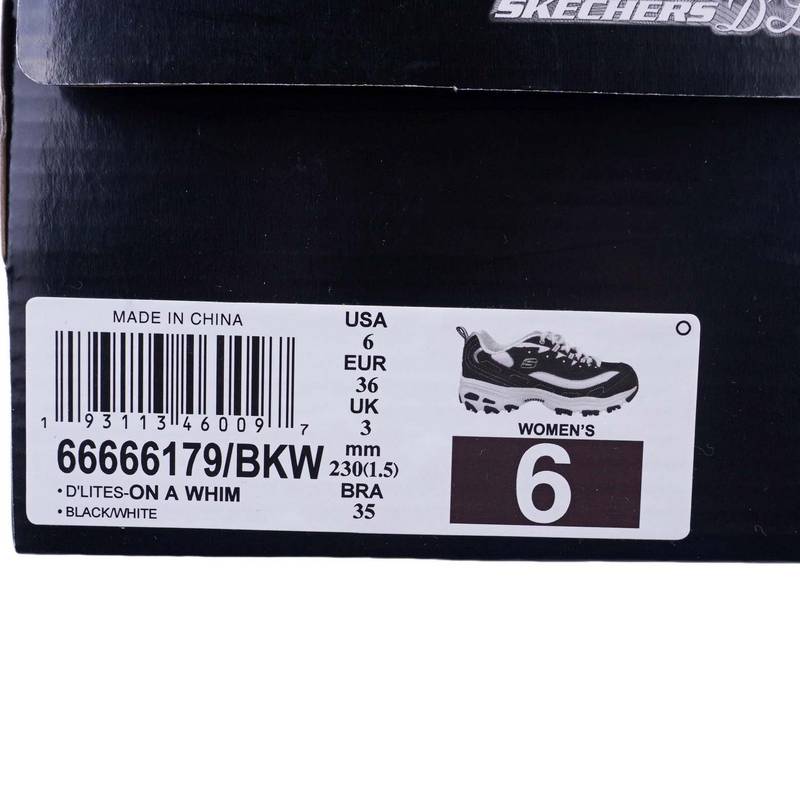 SKECHERS D'L
MADE IN CHINA
1 93113 46009 7
66666179/BKW
• D'LITES-ON A WHIM
• BLACK/WHITE
USA
6
EUR
36
UK
3
mm
230(1.5)
BRA
35
S
WOMEN'S
6